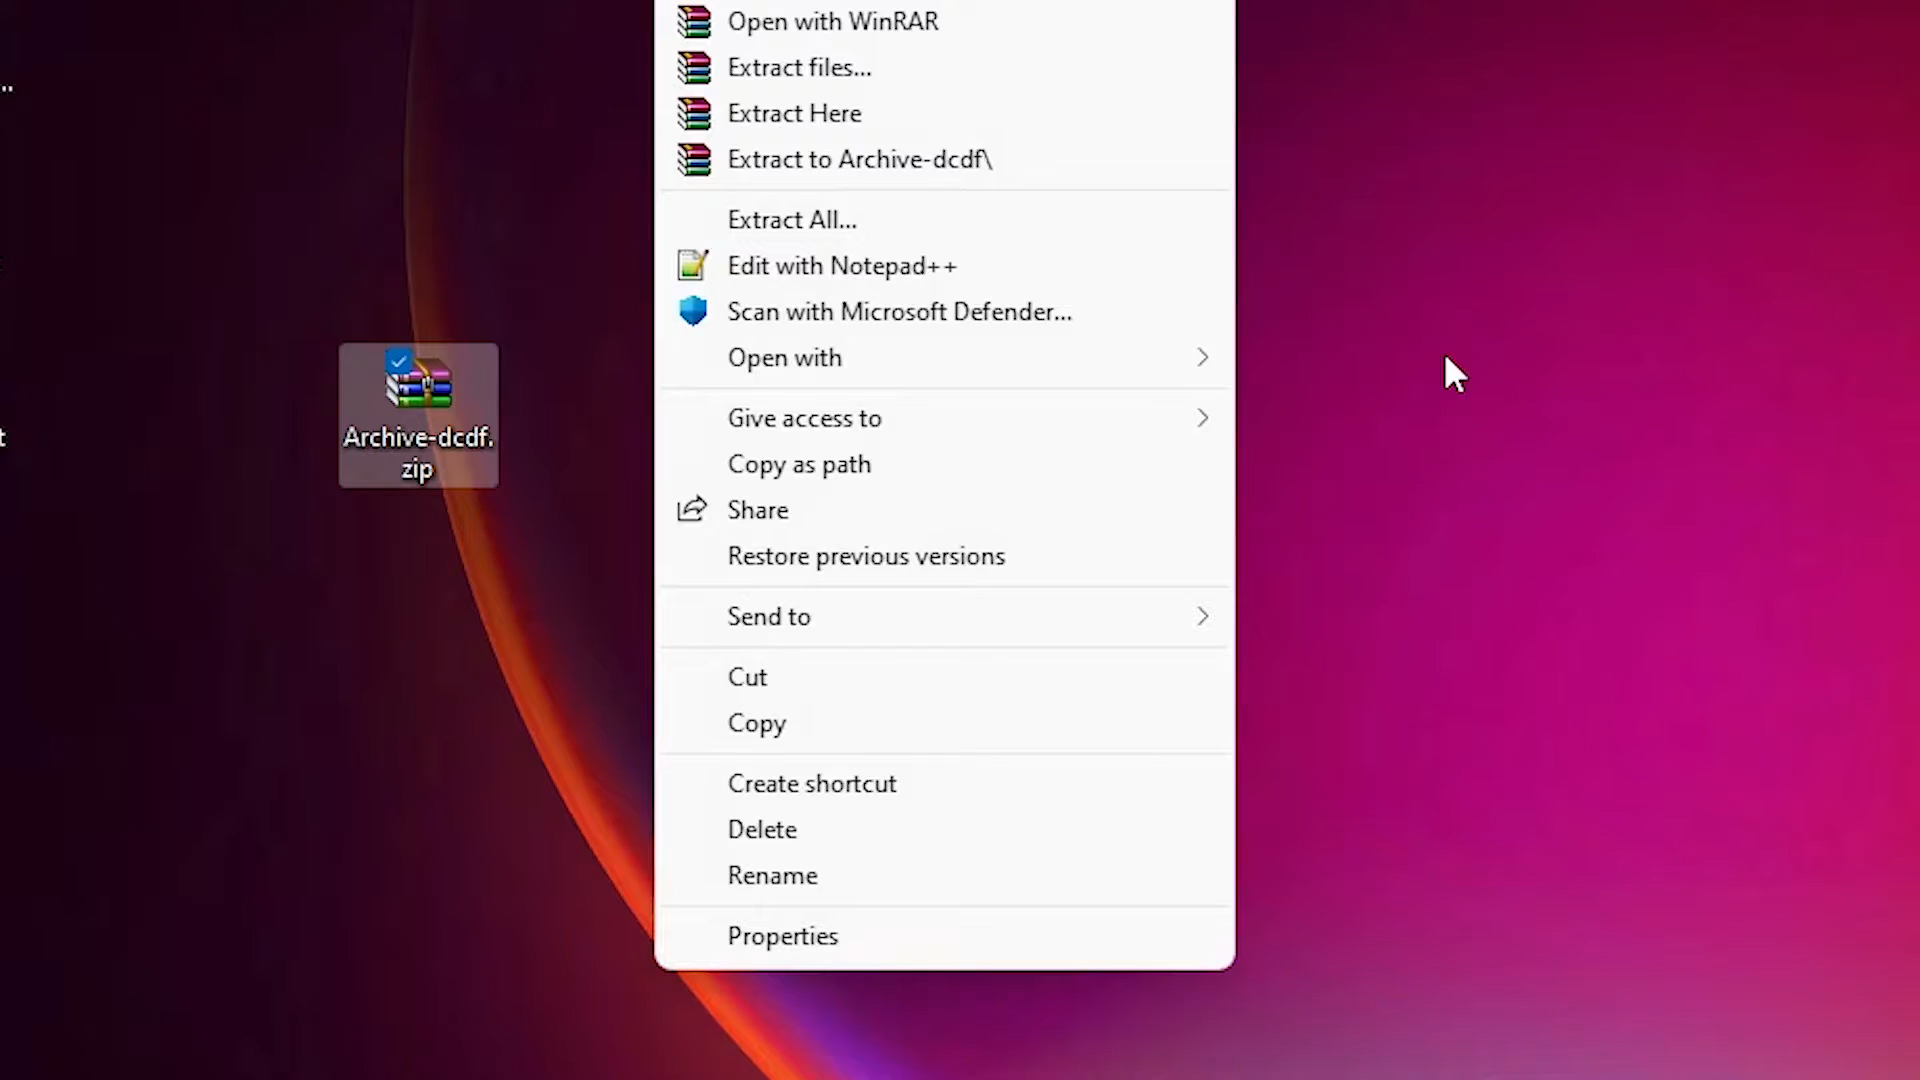 Open with WinRAR
Extract files...
Extract Here
Extract to Archive-dcdf\
Extract All...
Edit with Notepad++
Scan with Microsoft Defender...
Open with
Give access to
Copy as path
Share
Restore previous versions
Send to
Cut
Copy
Create shortcut
Delete
Rename
Properties
Archive-dcdf.
zip